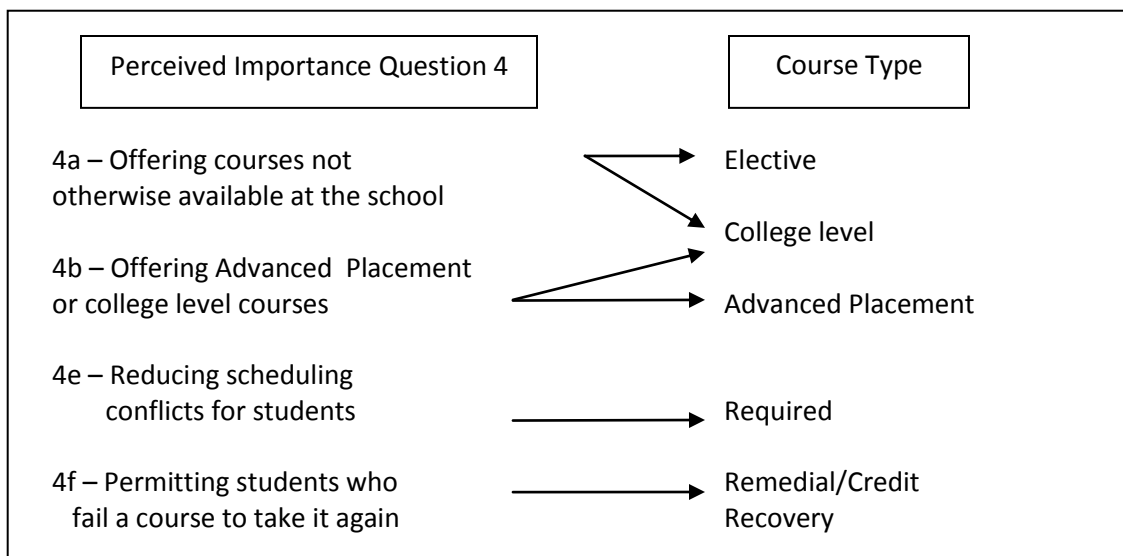 Perceived Importance Question 4
Course Type
4a – Offering courses not
otherwise available at the school
Elective
College level
4b – Offering Advanced  Placement
or college level courses
Advanced Placement
4e – Reducing scheduling
conflicts for students
Required
4f – Permitting students who
fail a course to take it again
Remedial/Credit
Recovery